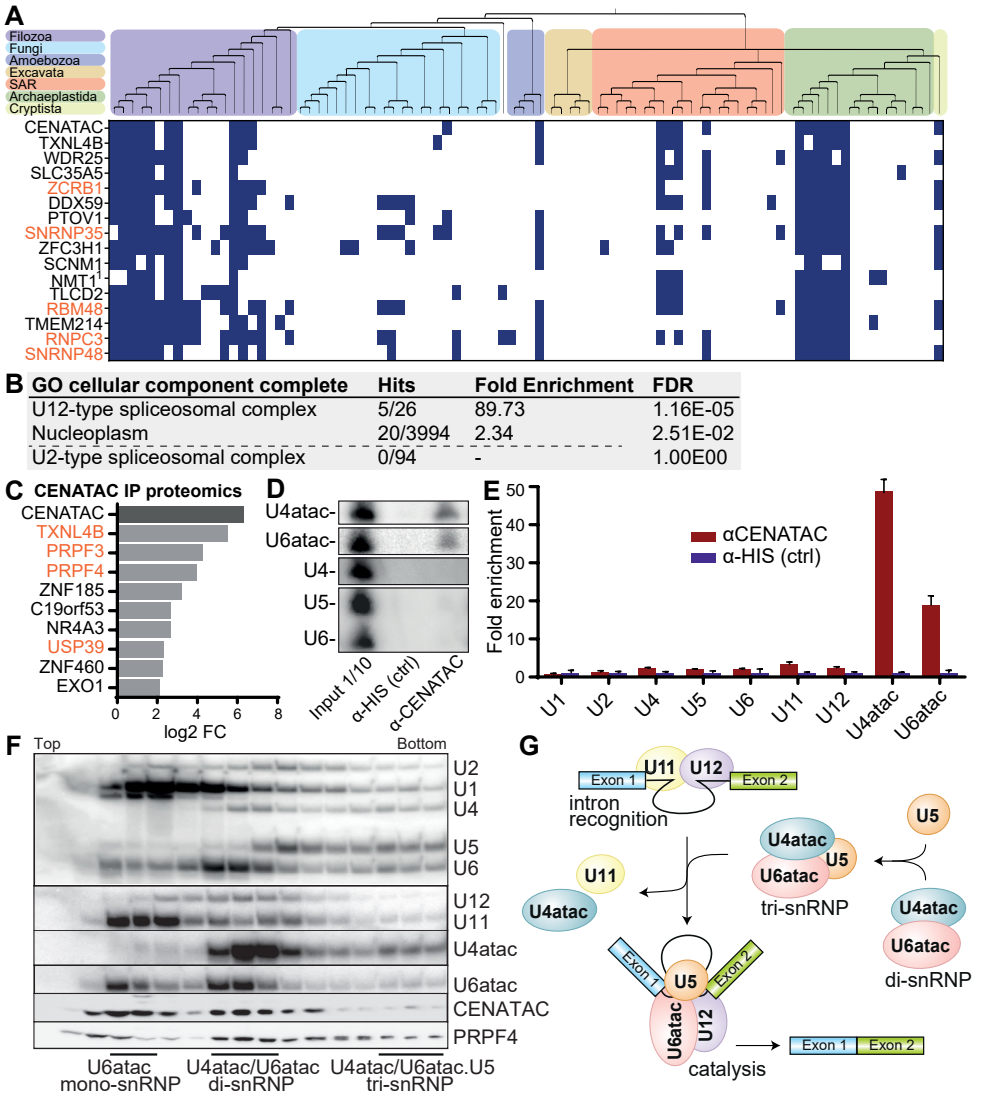 A
Filozoa
Fungi
Amoebozoa
Excavata
SAR
Archaeplastida
Cryptista
CENATAC
TXNL4B
WDR25
SLC35A5
ZCRB1
DDX59
PTOV1
SNRNP35
ZFC3H1
SCNM1
NMT1¹
TLCD2
RBM48
TMEM214
RNPC3
SNRNP48
B
GO cellular component complete Hits Fold Enrichment FDR
U12-type spliceosomal complex 5/26 89.73 1.16E-05
Nucleoplasm 20/3994 2.34 2.51E-02
U2-type spliceosomal complex 0/94 - 1.00E00
C
CENATAC IP proteomics
CENATAC
TXNL4B
PRPF3
PRPF4
ZNF185
C19orf53
NR4A3
USP39
ZNF460
EXO1
0 2 4 6 8
log2 FC
D
U4atac-
U6atac-
U4-
U5-
U6-
Input 1/10
α-HIS (ctrl)
α-CENATAC
E
Fold enrichment
50
40
30
20
10
0
αCENATAC
α-HIS (ctrl)
U1
U2
U4
U5
U6
U11
U12
U4atac
U6atac
F
Top Bottom
U2
U1
U4
U5
U6
U12
U11
U4atac
U6atac
CENATAC
PRPF4
U6atac
mono-snRNP
U4atac/U6atac
di-snRNP
U4atac/U6atac.U5
tri-snRNP
G
U11 U12
Exon 1 Exon 2
intron
recognition
U5
U4atac
U5
U6atac
tri-snRNP
U11
U4atac
U4atac
U6atac
di-snRNP
Exon 1 Exon 2
U5
U6atac
U12
catalysis
Exon 1 Exon 2